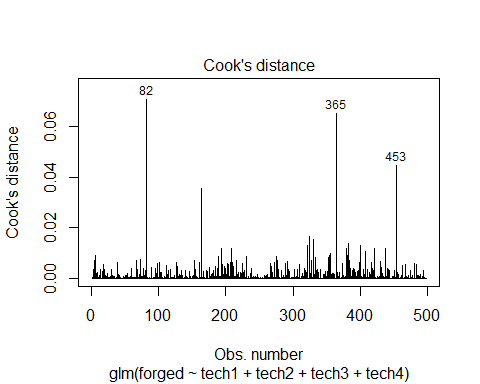 Cook's distance
82
365
453
Cook's distance
0.06
0.04
0.02
0.00
0 100 200 300 400 500
Obs. number
glm(forged ~ tech1 + tech2 + tech3 + tech4)